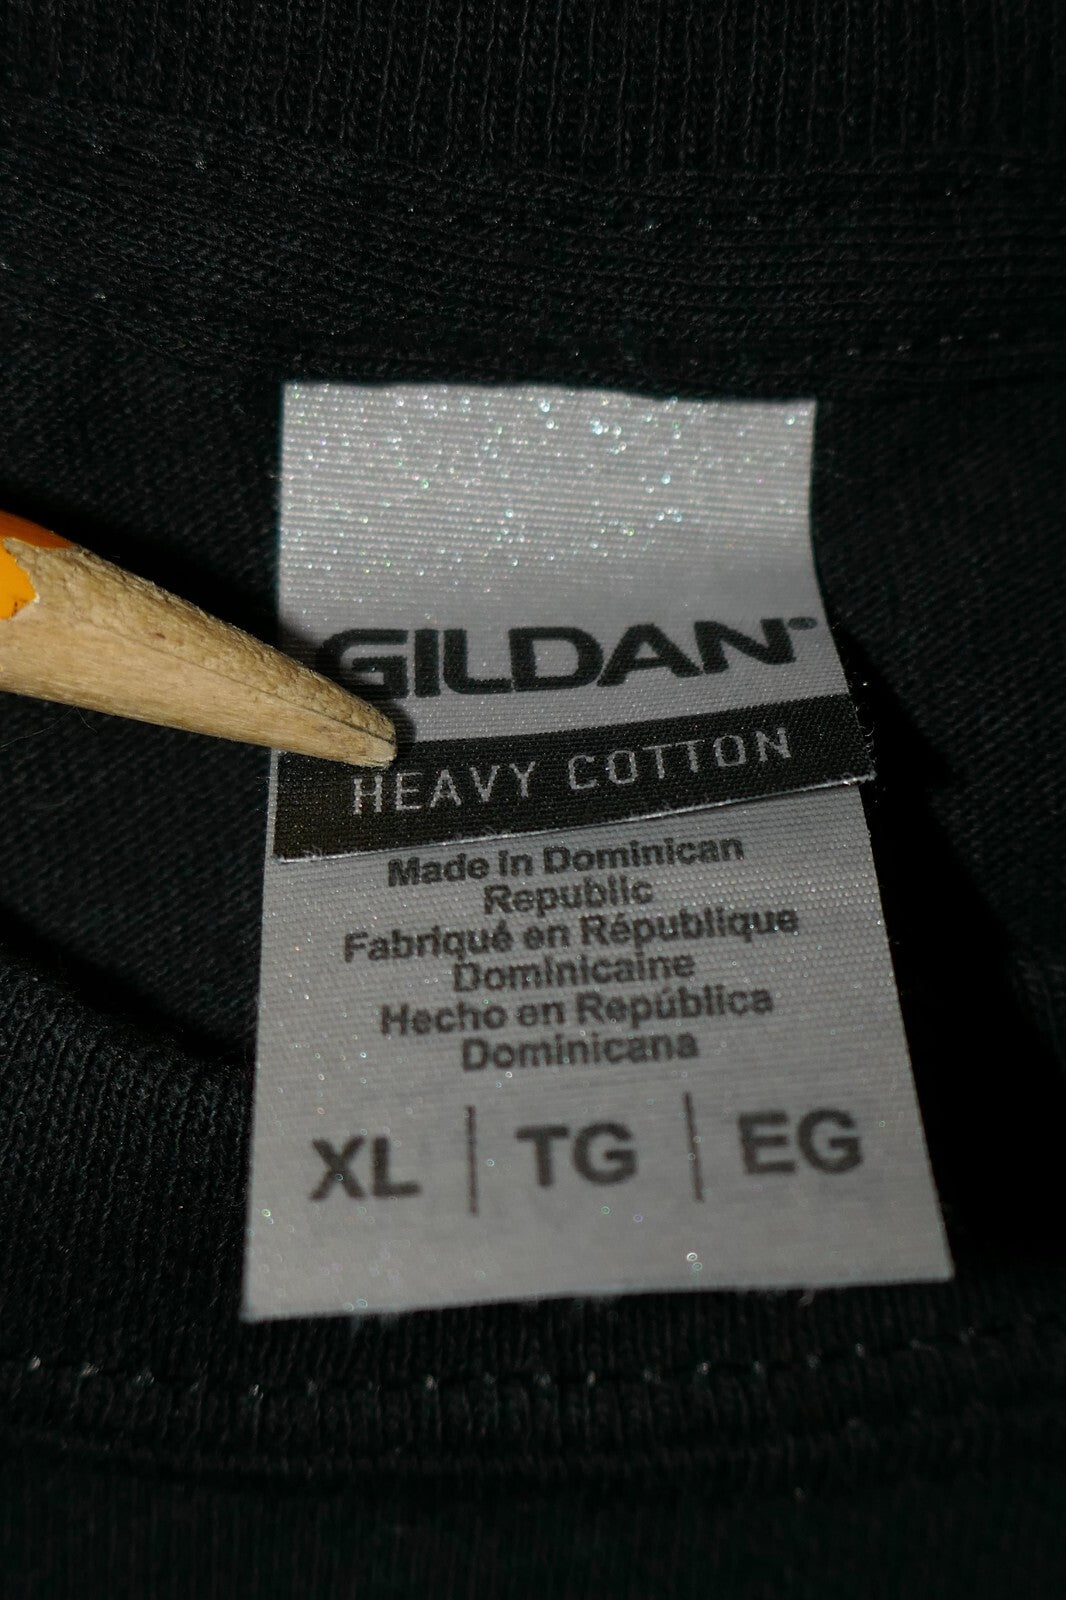 GILDAN®
HEAVY COTTON
Made in Dominican
Republic
Fabriqué en République
Dominicaine
Hecho en República
Dominicana
XL | TG | EG